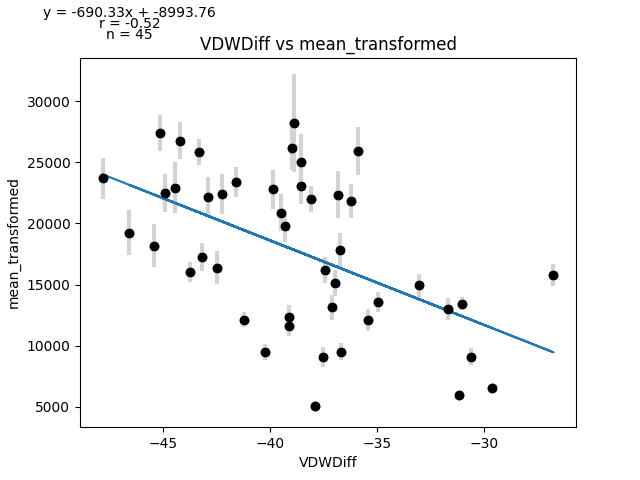 y = -690.33x + -8993.76
r = -0.52
n = 45
VDWDiff vs mean_transformed
30000
25000
20000
15000
10000
5000
mean_transformed
−45
−40
−35
−30
VDWDiff